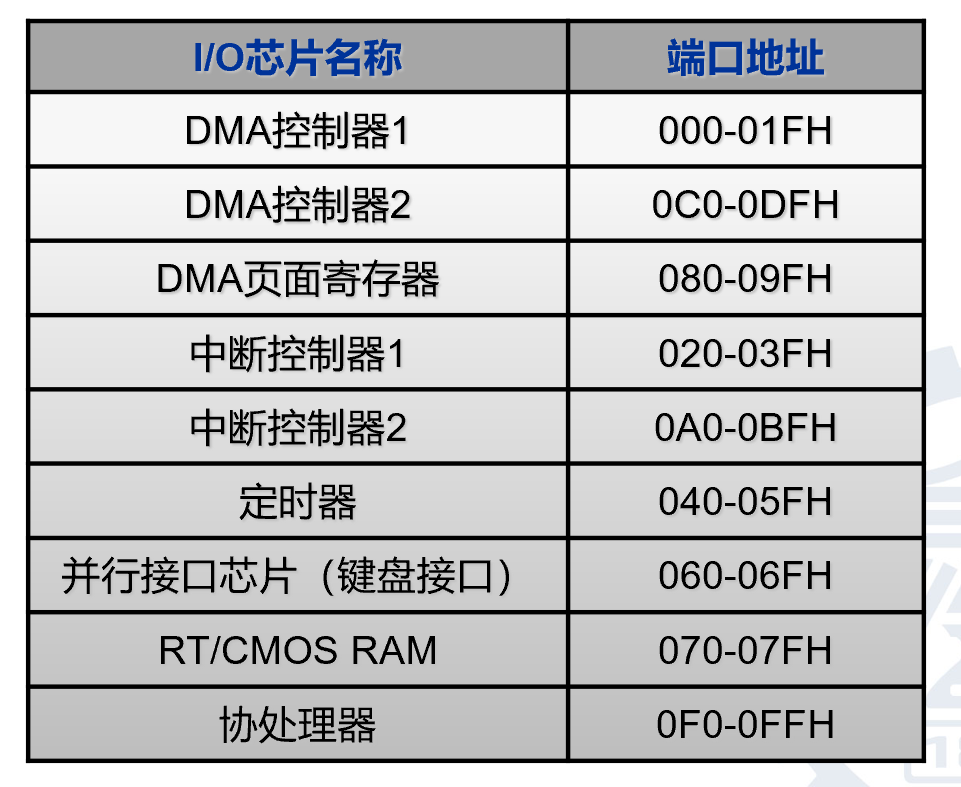 I/O芯片名称 端口地址
DMA控制器1 000-01FH
DMA控制器2 0C0-0DFH
DMA页面寄存器 080-09FH
中断控制器1 020-03FH
中断控制器2 0A0-0BFH
定时器 040-05FH
并行接口芯片（键盘接口） 060-06FH
RT/CMOS RAM 070-07FH
协处理器 0F0-0FFH